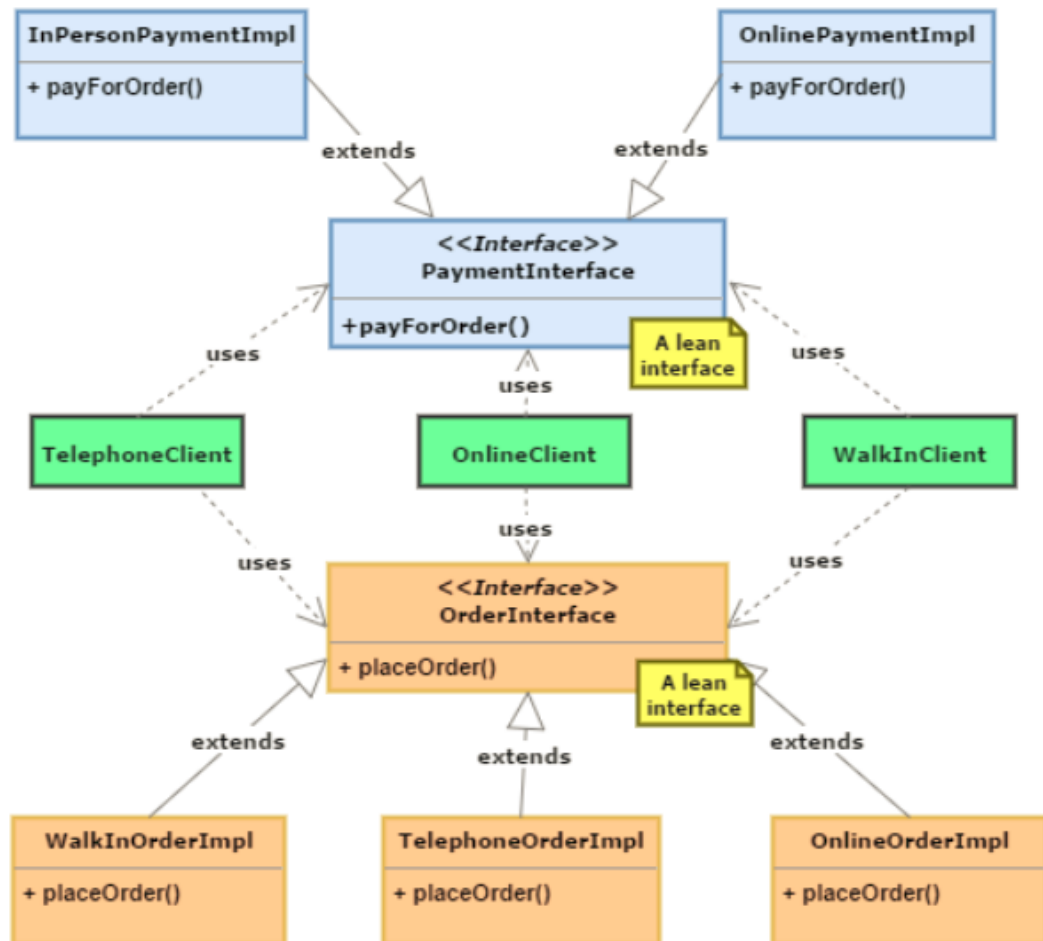 InPersonPaymentImpl
+ payForOrder()
OnlinePaymentImpl
+ payForOrder()
extends
extends
<<Interface>>
PaymentInterface
+payForOrder()
A lean
interface
uses
uses
uses
TelephoneClient
OnlineClient
WalkInClient
uses
uses
uses
<<Interface>>
OrderInterface
+ placeOrder()
A lean
interface
extends
extends
extends
WalkInOrderImpl
+ placeOrder()
TelephoneOrderImpl
+ placeOrder()
OnlineOrderImpl
+ placeOrder()